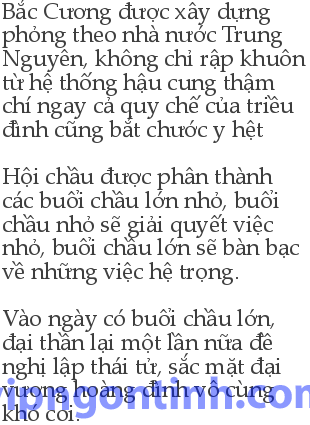 Bắc Cương được xây dựng
phỏng theo nhà nước Trung
Nguyên, không chỉ rập khuôn
từ hệ thống hậu cung thậm
chí ngay cả quy chế của triều
đình cũng bắt chước y hệt
Hội chầu được phân thành
các buổi chầu lớn nhỏ, buổi
chầu nhỏ sẽ giải quyết việc
nhỏ, buổi chầu lớn sẽ bàn bạc
về những việc hệ trọng.
Vào ngày có buổi chầu lớn,
đại thần lại một lần nữa đề
nghị lập thái tử, sắc mặt đại
vương hoàng đình vô cùng
khó coi.